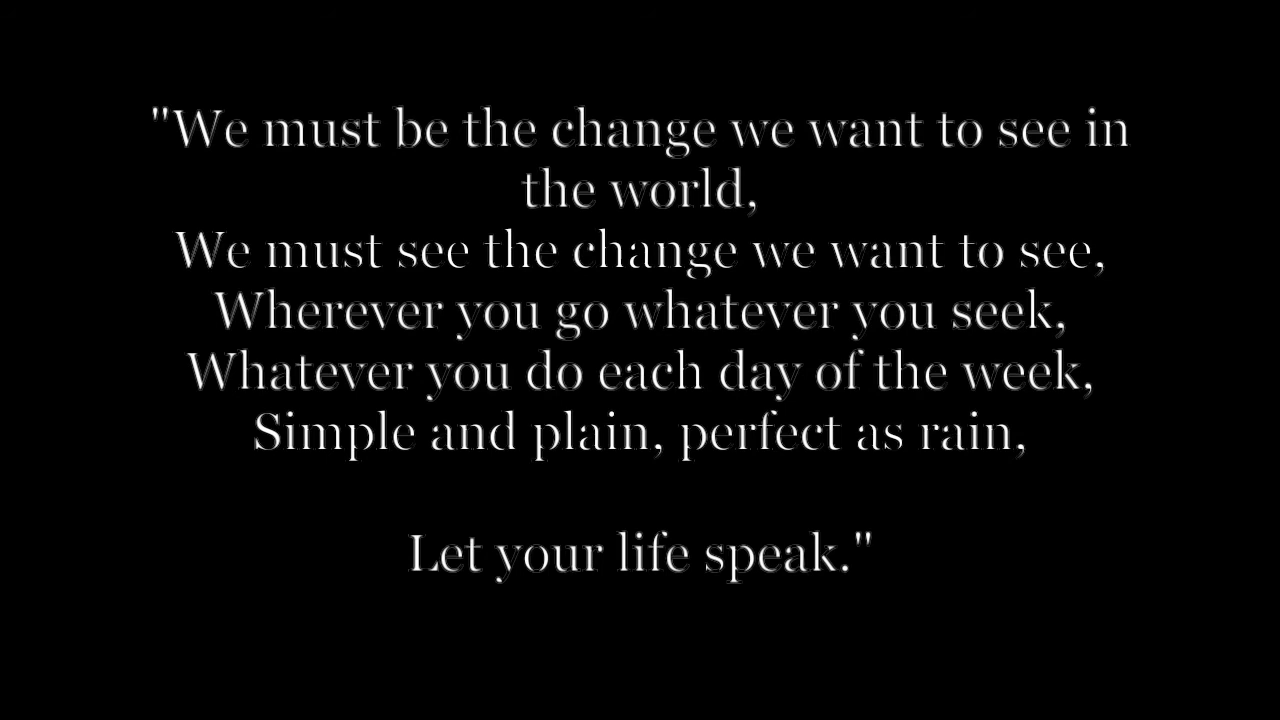 "We must be the change we want to see in
the world,
We must see the change we want to see,
Wherever you go whatever you seek,
Whatever you do each day of the week,
Simple and plain, perfect as rain,
Let your life speak."